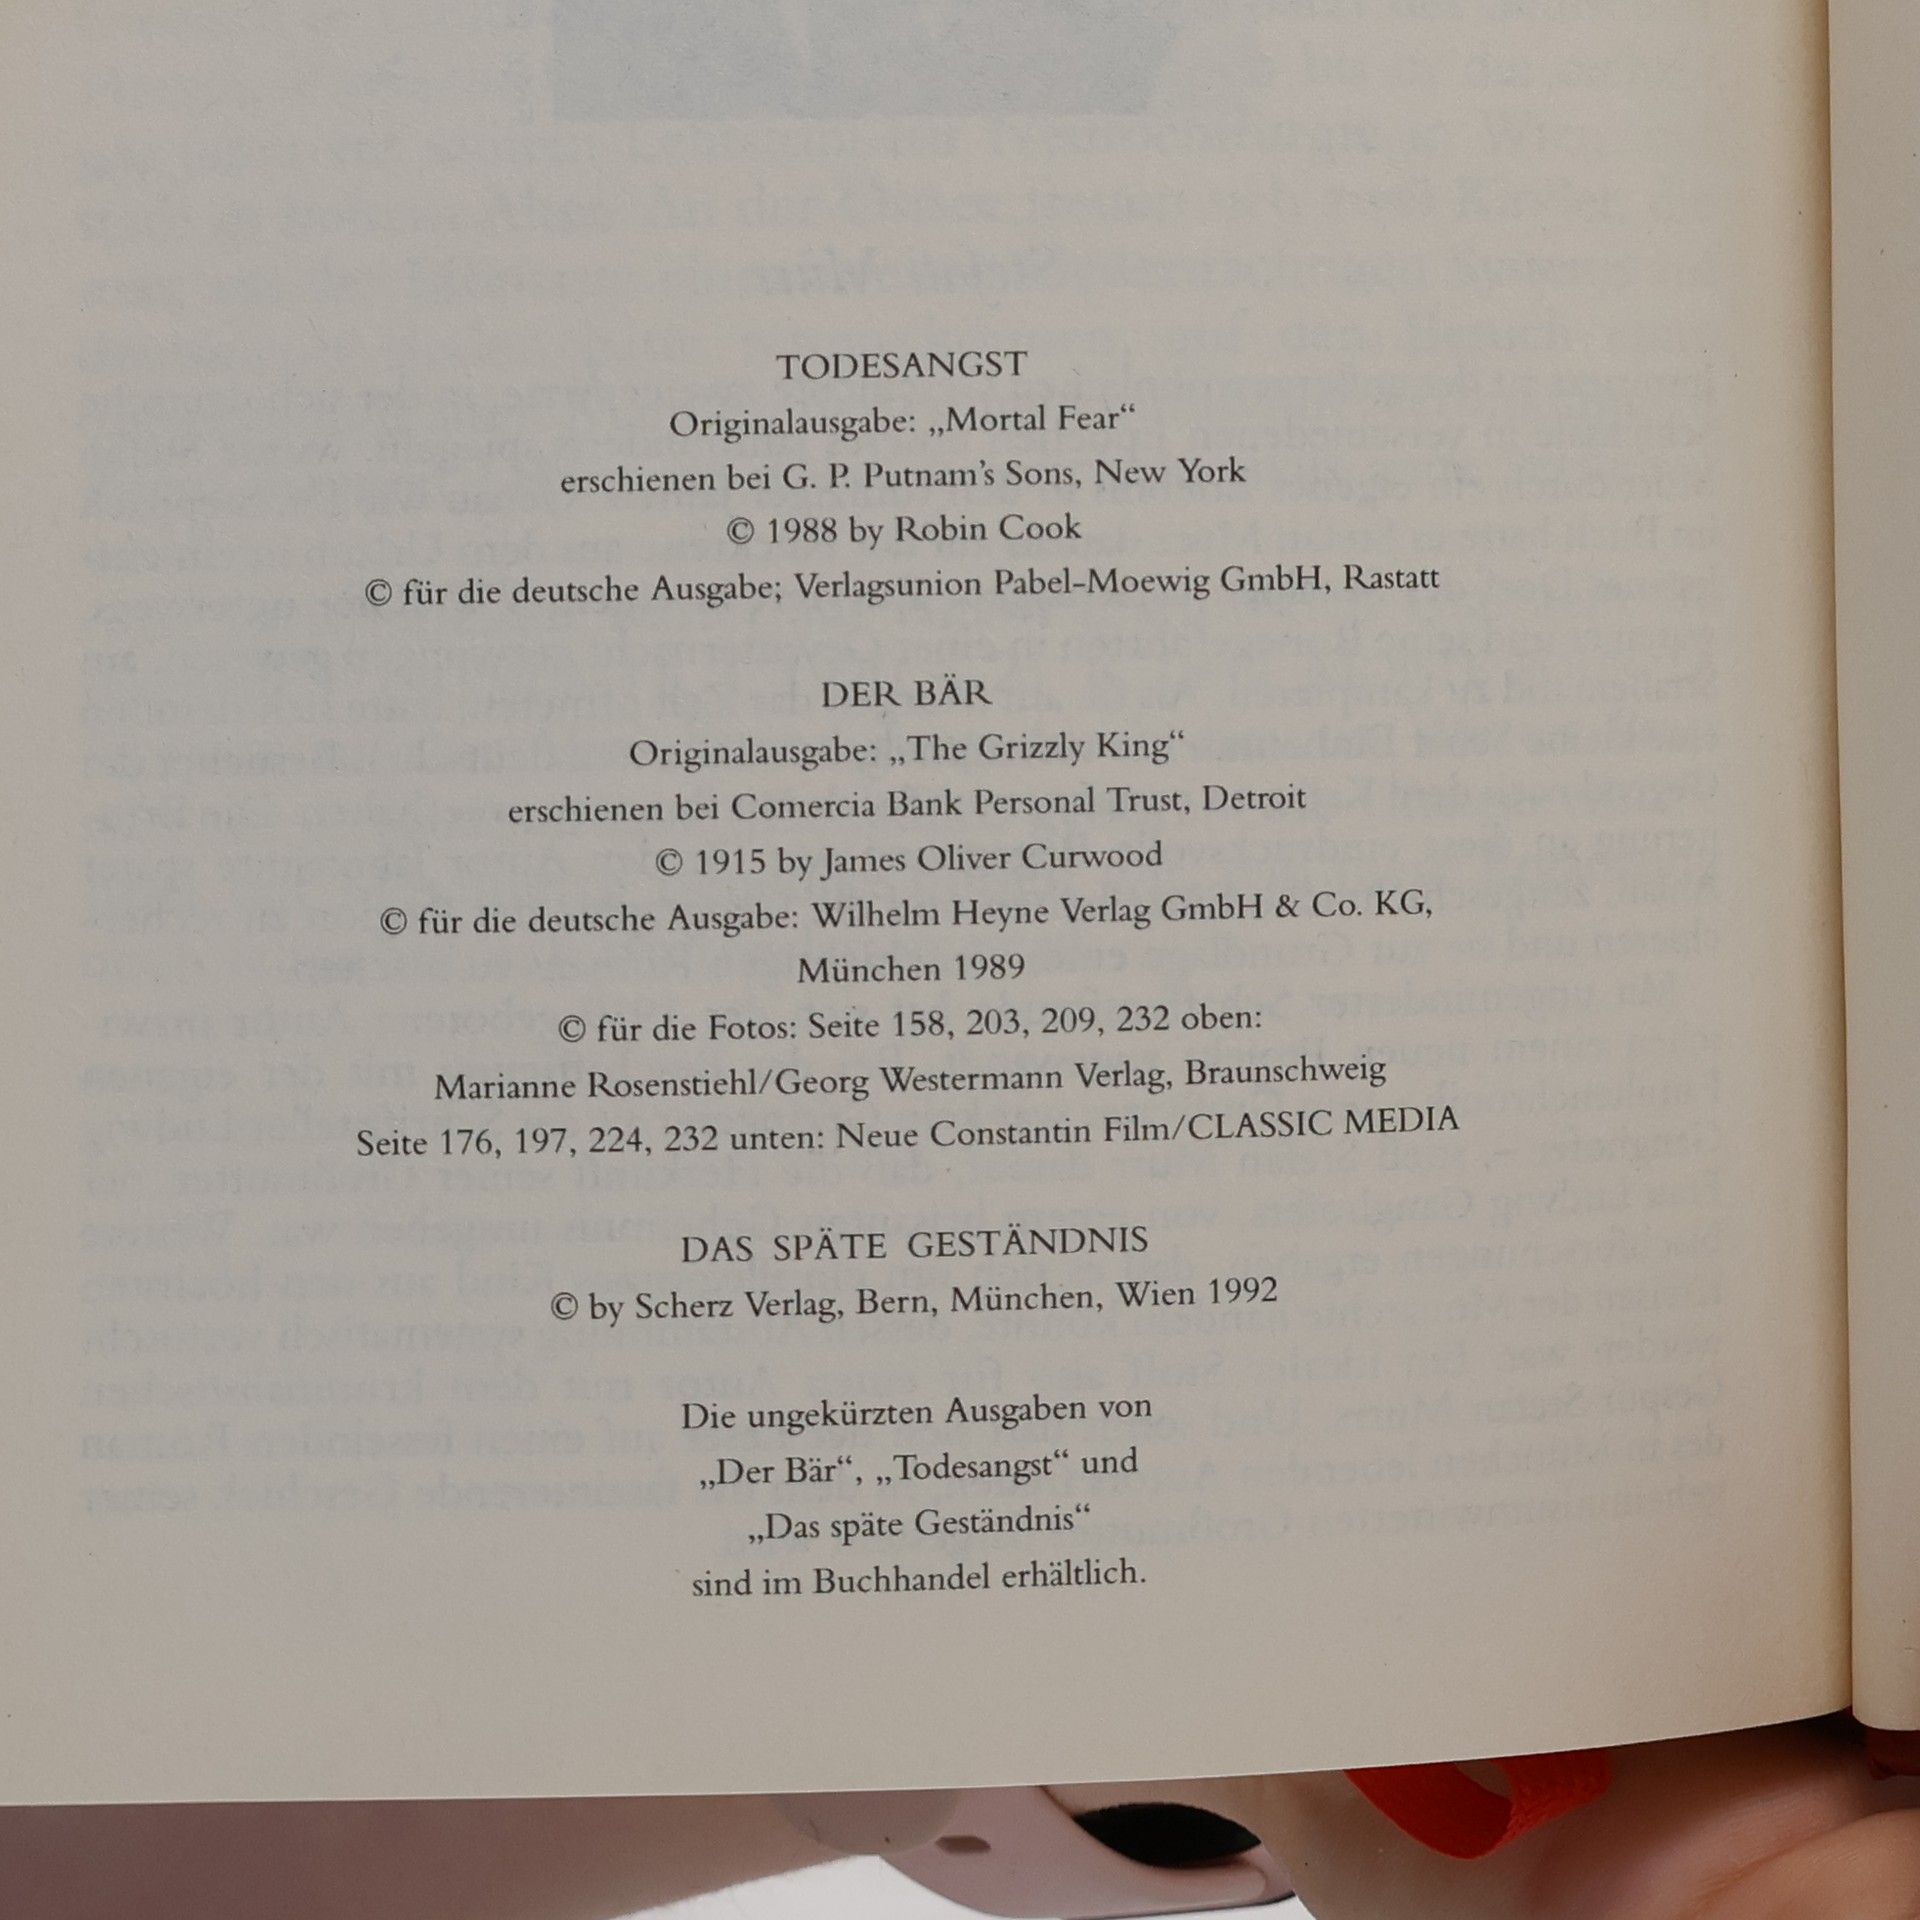 TODESANGST
Originalausgabe: „Mortal Fear“
erschienen bei G. P. Putnam’s Sons, New York
© 1988 by Robin Cook
© für die deutsche Ausgabe; Verlagsunion Pabel-Moewig GmbH, Rastatt
DER BÄR
Originalausgabe: „The Grizzly King“
erschienen bei Comercia Bank Personal Trust, Detroit
© 1915 by James Oliver Curwood
© für die deutsche Ausgabe: Wilhelm Heyne Verlag GmbH & Co. KG,
München 1989
© für die Fotos: Seite 158, 203, 209, 232 oben:
Marianne Rosenstiehl/Georg Westermann Verlag, Braunschweig
Seite 176, 197, 224, 232 unten: Neue Constantin Film/CLASSIC MEDIA
DAS SPÄTE GESTÄNDNIS
© by Scherz Verlag, Bern, München, Wien 1992
Die ungekürzten Ausgaben von
„Der Bär“, „Todesangst“ und
„Das späte Geständnis“
sind im Buchhandel erhältlich.